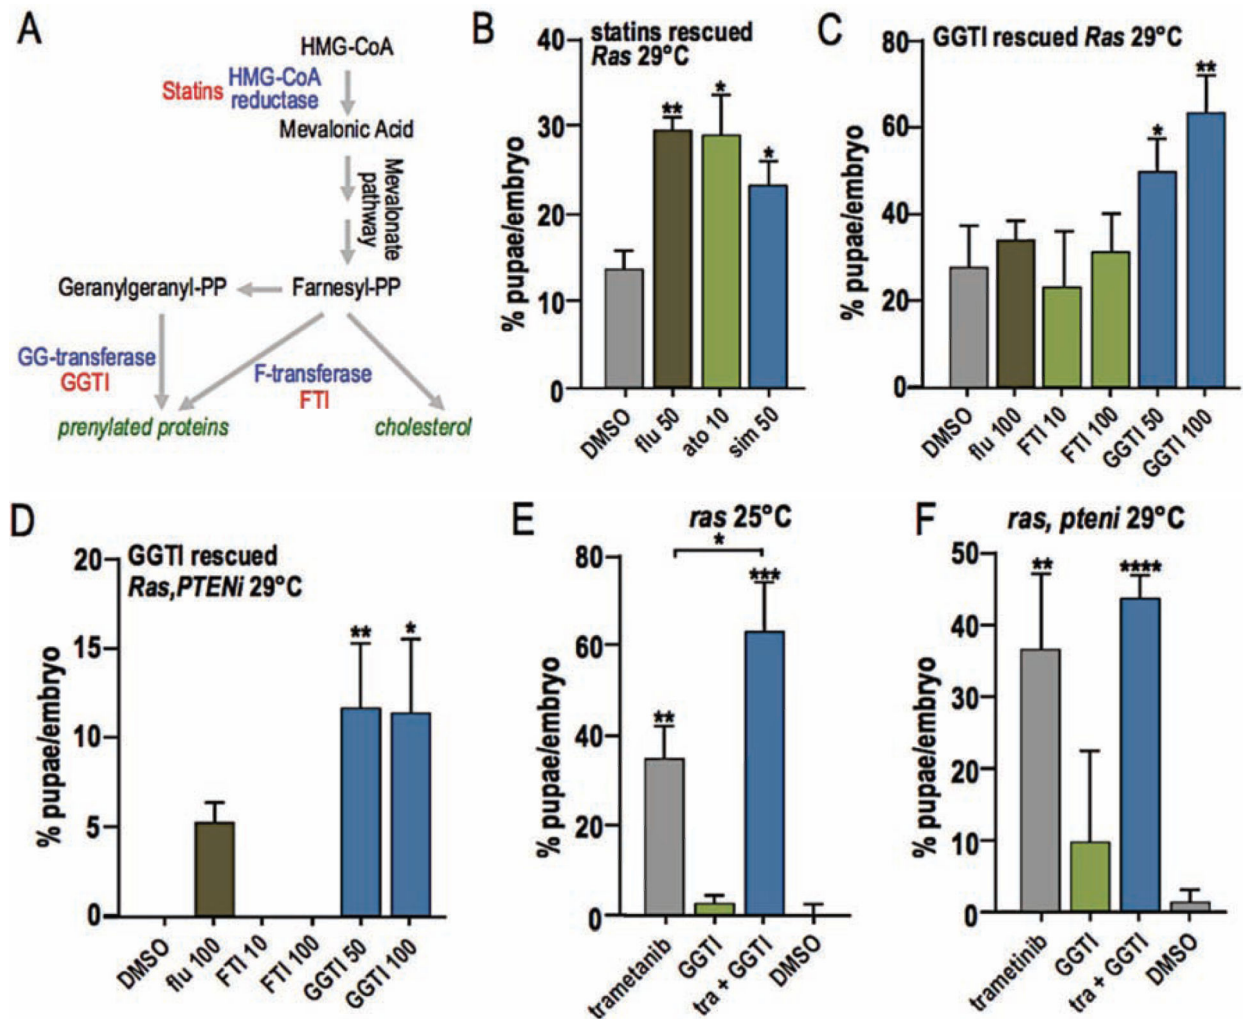 A
HMG-CoA
Statins
HMG-CoA
reductase
Mevalonic Acid
Mevalonate
pathway
Geranylgeranyl-PP
Farnesyl-PP
GG-transferase
GGTI
F-transferase
FTI
prenylated proteins
cholesterol
B
statins rescued
Ras 29°C
% pupae/embryo
40
30
20
10
0
**
*
*
DMSO
flu 50
ato 10
sim 50
C
GGTI rescued Ras 29°C
% pupae/embryo
80
60
40
20
0
*
**
DMSO
flu 100
FTI 10
FTI 100
GGTI 50
GGTI 100
D
GGTI rescued
Ras,PTENi 29°C
% pupae/embryo
20
15
10
5
0
**
*
DMSO
flu 100
FTI 10
FTI 100
GGTI 50
GGTI 100
E
ras 25°C
*
% pupae/embryo
80
60
40
20
0
**
***
trametanib
GGTI
tra + GGTI
DMSO
F
ras, pteni 29°C
% pupae/embryo
50
40
30
20
10
0
**
****
trametinib
GGTI
tra + GGTI
DMSO